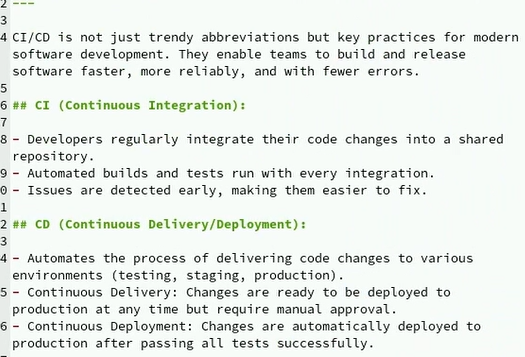 2 ---
3
4 CI/CD is not just trendy abbreviations but key practices for modern
software development. They enable teams to build and release
software faster, more reliably, and with fewer errors.
5
6 ## CI (Continuous Integration):
7
8 - Developers regularly integrate their code changes into a shared
repository.
9 - Automated builds and tests run with every integration.
0 - Issues are detected early, making them easier to fix.
1
2 ## CD (Continuous Delivery/Deployment):
3
4 - Automates the process of delivering code changes to various
environments (testing, staging, production).
5 - Continuous Delivery: Changes are ready to be deployed to
production at any time but require manual approval.
6 - Continuous Deployment: Changes are automatically deployed to
production after passing all tests successfully.